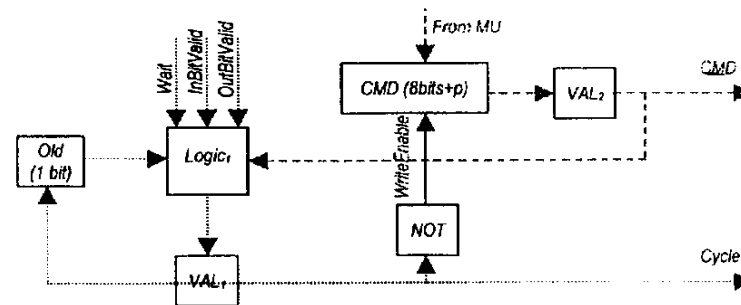 From MU
Wait
InBitValid
OutBitValid
CMD (8bits+p)
VAL₂
CMD
Old
(1 bit)
Logic₁
WriteEnable
NOT
VAL₁
Cycle